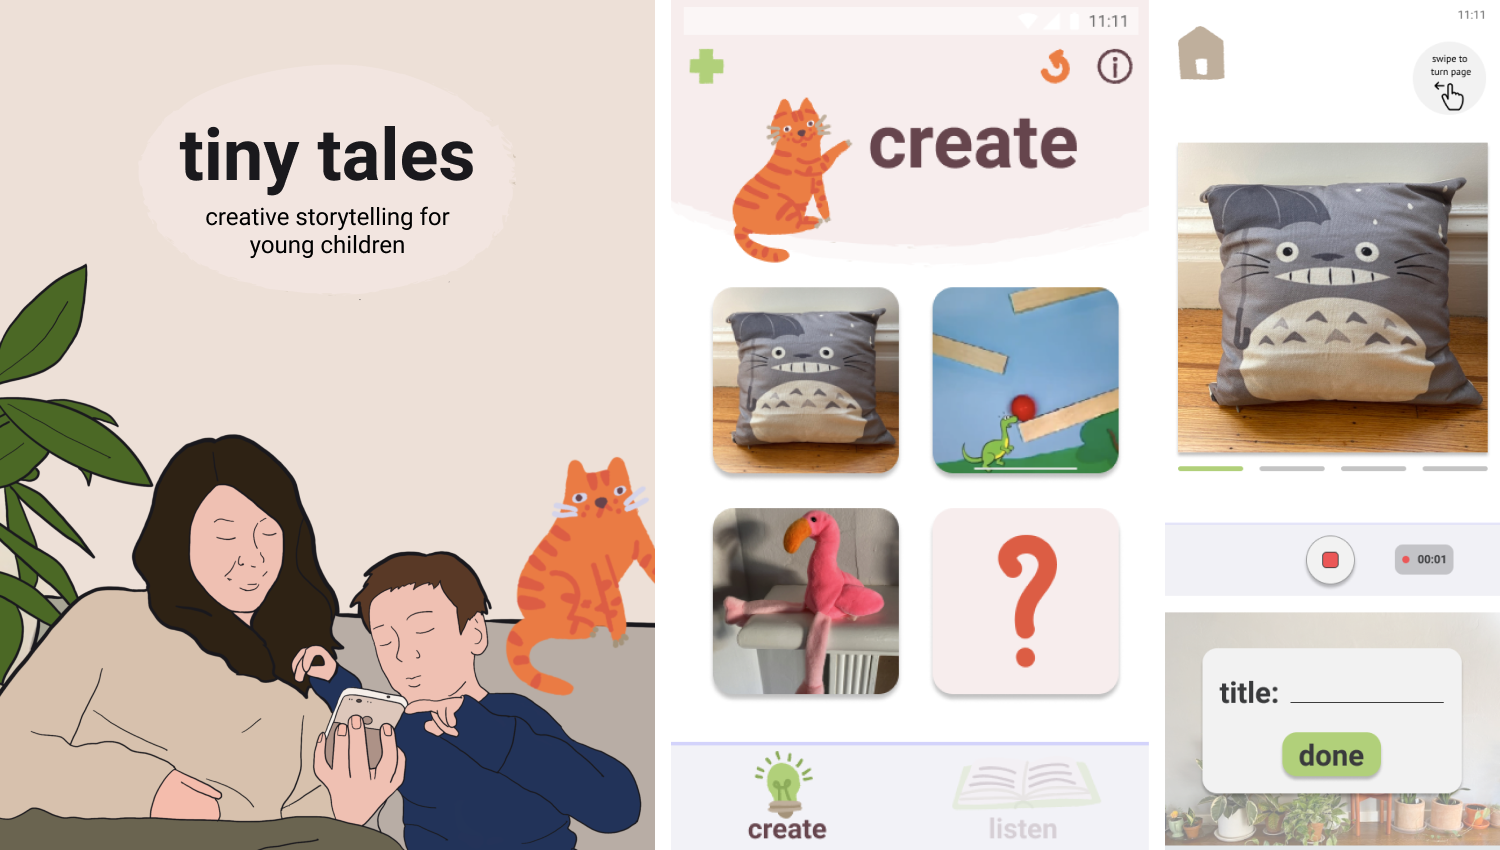 tiny tales
creative storytelling for
young children
11:11
create
?
create
listen
11:11
swipe to
turn page
00:01
title:
done